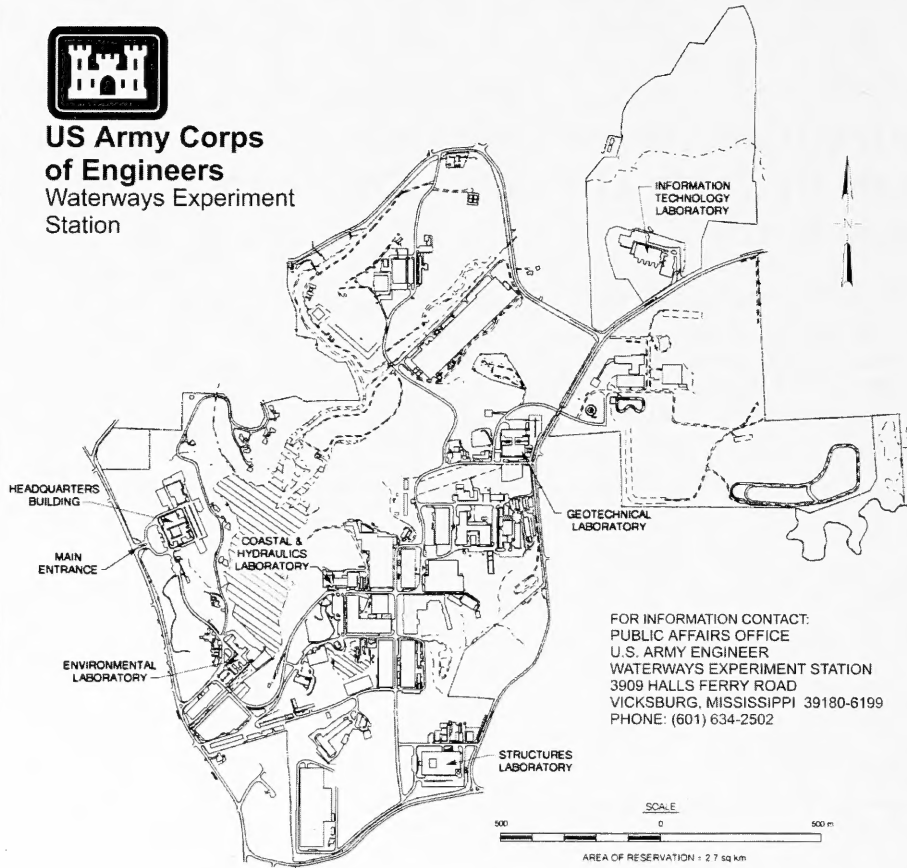 US Army Corps
of Engineers
Waterways Experiment
Station
INFORMATION
TECHNOLOGY
LABORATORY
N
HEADQUARTERS
BUILDING
MAIN
ENTRANCE
COASTAL &
HYDRAULICS
LABORATORY
GEOTECHNICAL
LABORATORY
ENVIRONMENTAL
LABORATORY
STRUCTURES
LABORATORY
FOR INFORMATION CONTACT:
PUBLIC AFFAIRS OFFICE
U.S. ARMY ENGINEER
WATERWAYS EXPERIMENT STATION
3909 HALLS FERRY ROAD
VICKSBURG, MISSISSIPPI 39180-6199
PHONE: (601) 634-2502
SCALE
500 0 500 m
AREA OF RESERVATION : 2.7 sq km